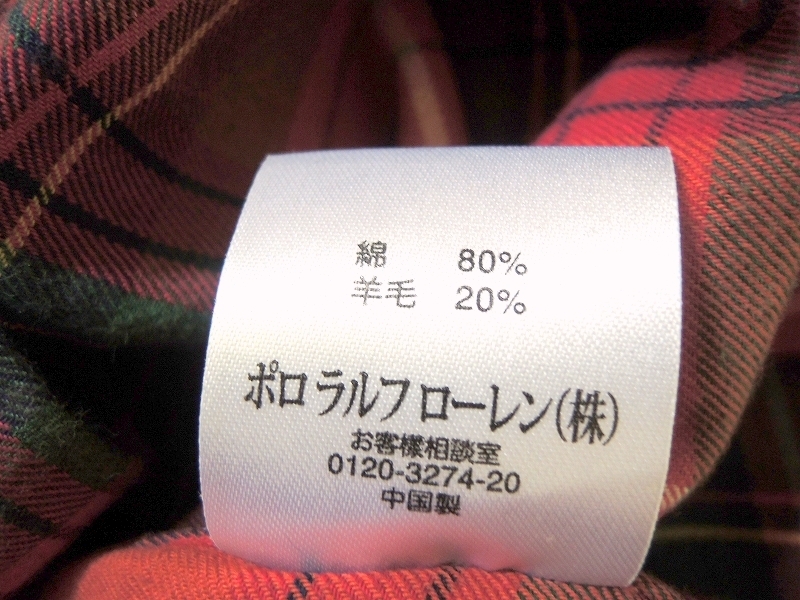 綿 80%
羊毛 20%
ポロ ラルフ ローレン(株)
お客様相談室
0120-3274-20
中国製